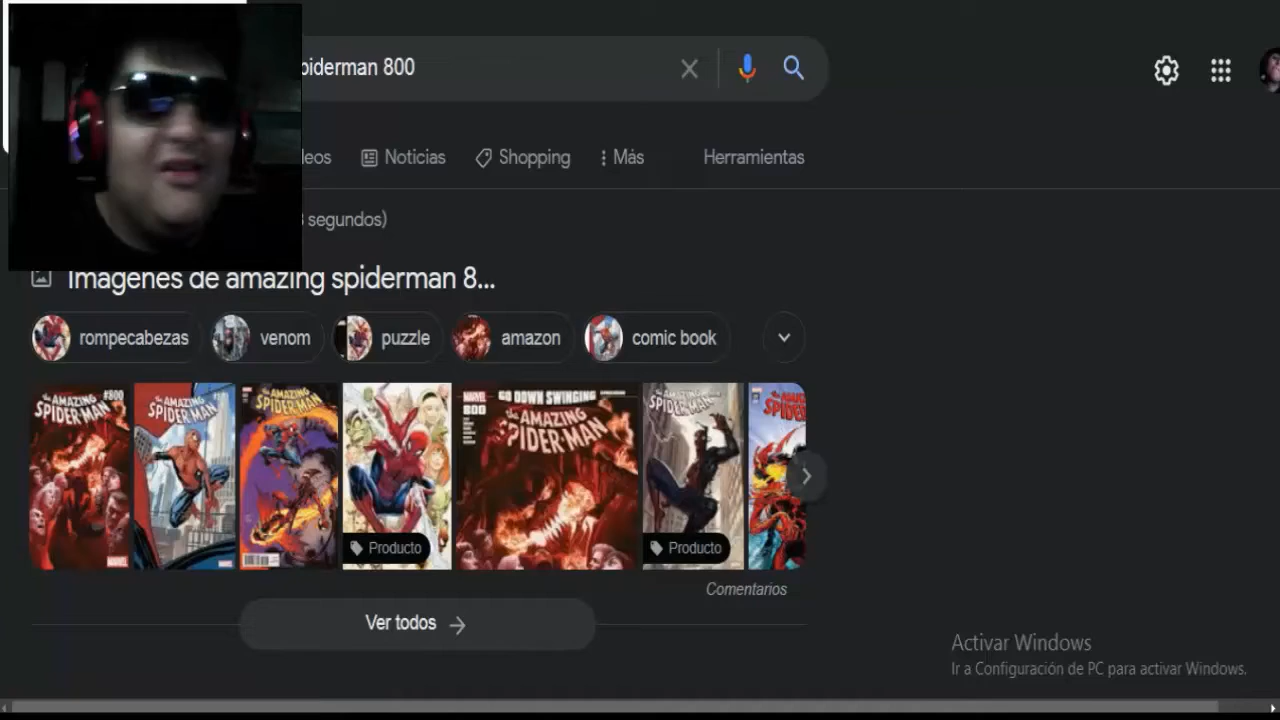 piderman 800
eos
Noticias
Shopping
Más
Herramientas
segundos)
Imágenes de amazing spiderman 8...
rompecabezas
venom
puzzle
amazon
comic book
the AMAZING SPIDER-MAN #800
the AMAZING SPIDER-MAN
the AMAZING SPIDER-MAN
MARVEL
800
GO DOWN SWINGING
the AMAZING SPIDER-MAN
the AMAZING SPIDER-MAN
Producto
Producto
MARVEL
Comentarios
Ver todos
Activar Windows
Ir a Configuración de PC para activar Windows.